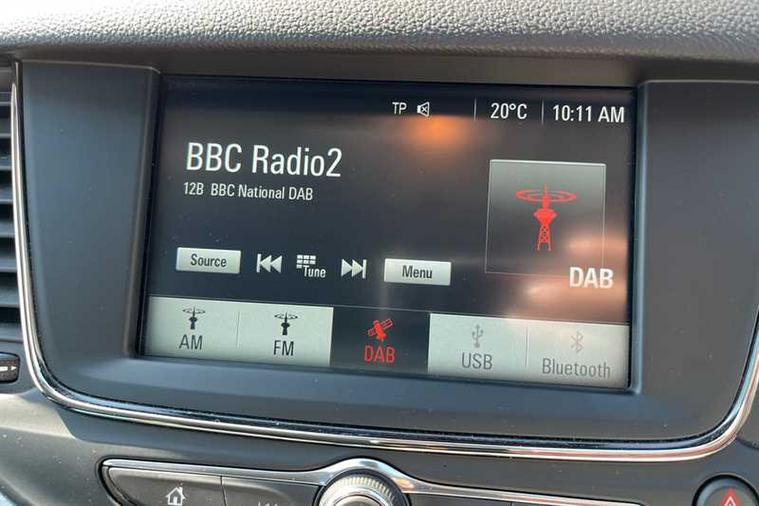 TP 20°C 10:11 AM
BBC Radio2
12B BBC National DAB
DAB
Source Tune Menu
AM FM DAB USB Bluetooth